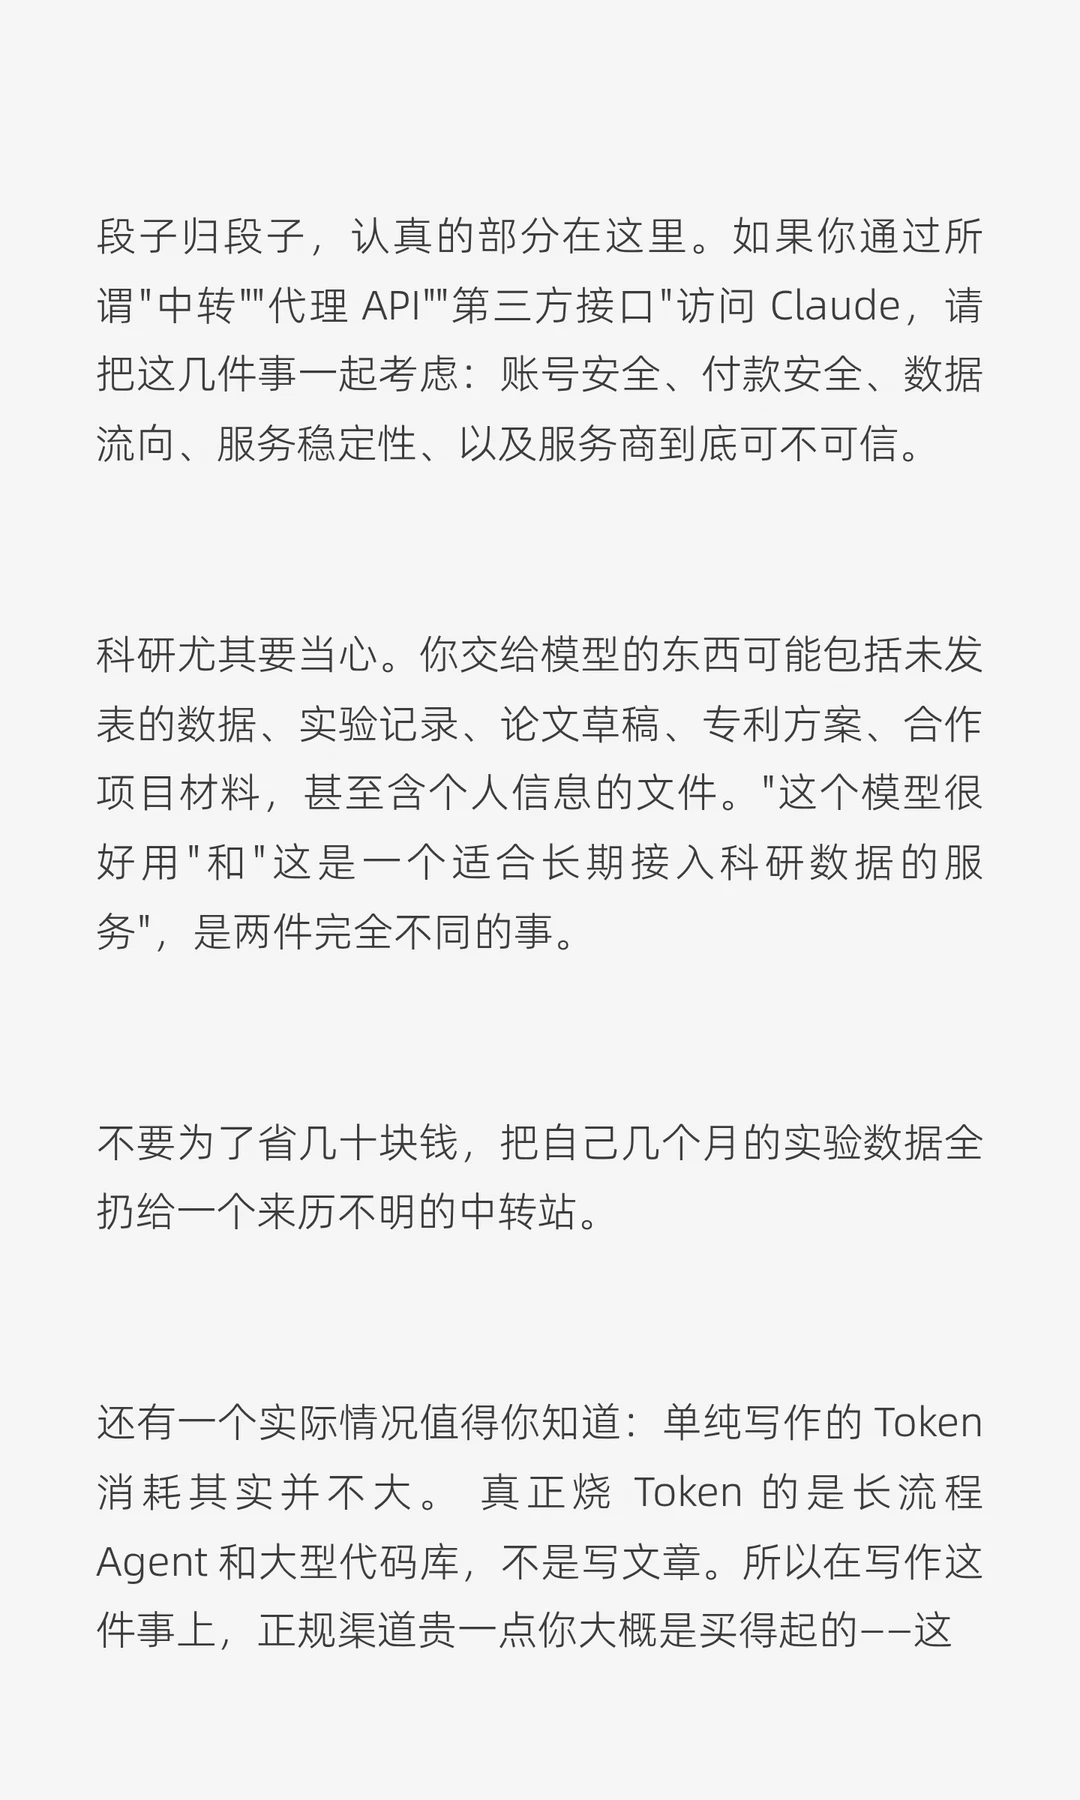 段子归段子，认真的部分在这里。如果你通过所
谓"中转""代理 API""第三方接口"访问 Claude，请
把这几件事一起考虑：账号安全、付款安全、数据
流向、服务稳定性、以及服务商到底可不可信。
科研尤其要当心。你交给模型的东西可能包括未发
表的数据、实验记录、论文草稿、专利方案、合作
项目材料，甚至含个人信息的文件。"这个模型很
好用"和"这是一个适合长期接入科研数据的服
务"，是两件完全不同的事。
不要为了省几十块钱，把自己几个月的实验数据全
扔给一个来历不明的中转站。
还有一个实际情况值得你知道：单纯写作的 Token
消耗其实并不大。 真正烧 Token 的是长流程
Agent 和大型代码库，不是写文章。所以在写作这
件事上，正规渠道贵一点你大概是买得起的——这